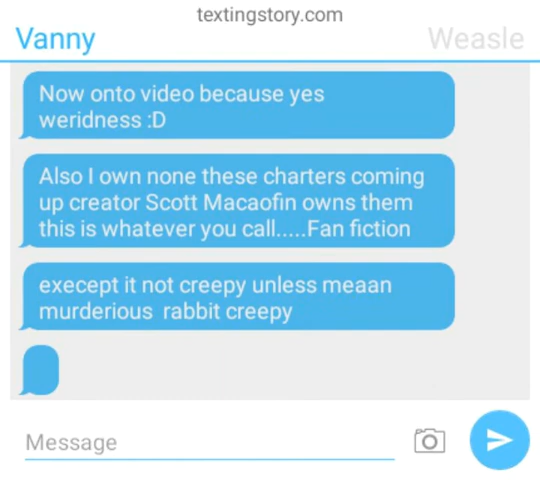 textingstory.com
Vanny
Weasle
Now onto video because yes
weridness :D
Also I own none these charters coming
up creator Scott Macaofin owns them
this is whatever you call.....Fan fiction
execept it not creepy unless meaan
murderious  rabbit creepy
Message